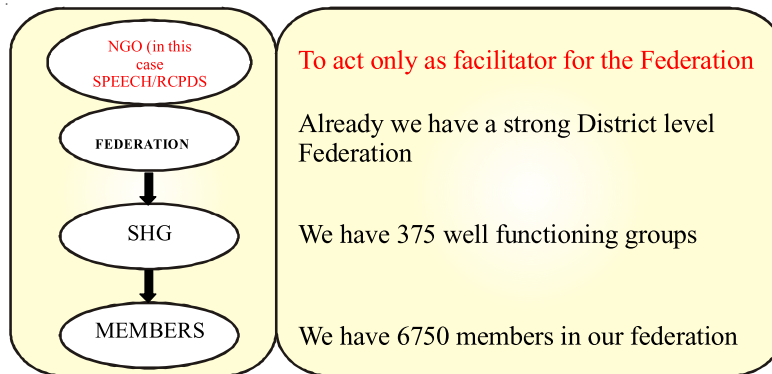 NGO (in this
case
SPEECH/RCPDS
To act only as facilitator for the Federation
FEDERATION
Already we have a strong District level
Federation
SHG
We have 375 well functioning groups
MEMBERS
We have 6750 members in our federation